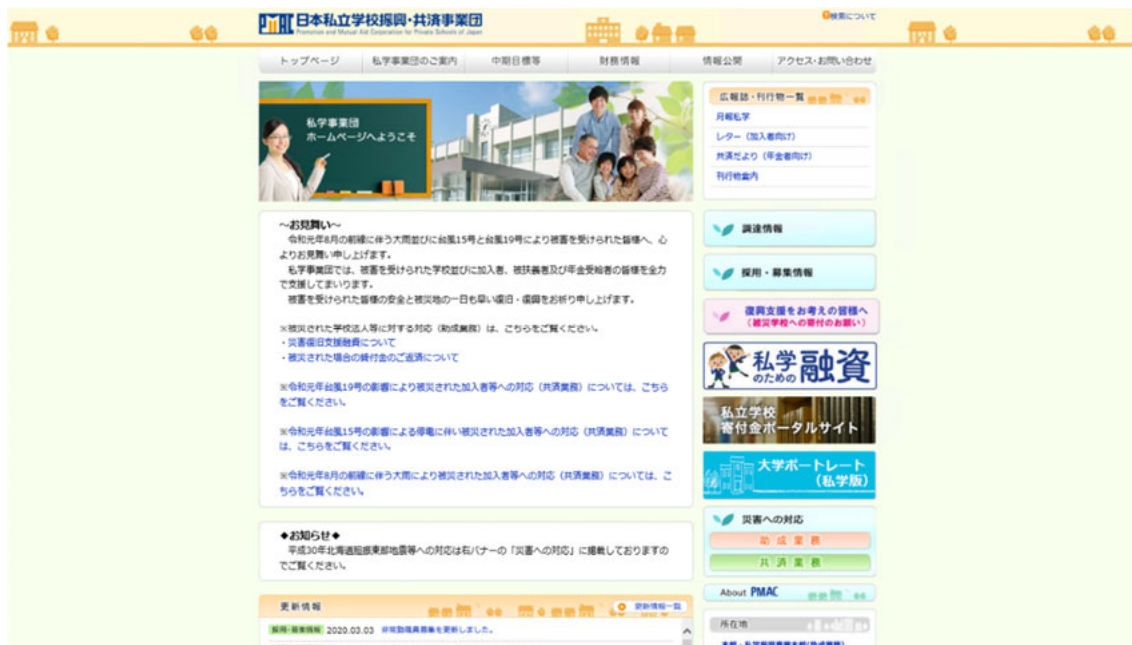 PMAC 日本私立学校振興・共済事業団
Promotion and Mutual Aid Corporation for Private Schools of Japan
検索について
トップページ 私学事業団のご案内 中期目標等 財務情報 情報公開 アクセス・お問い合わせ
私学事業団
ホームページへようこそ
～お見舞い～
令和元年8月の前線に伴う大雨並びに台風15号と台風19号により被害を受けられた皆様へ、心
よりお見舞い申し上げます。
私学事業団では、被害を受けられた学校並びに加入者、被扶養者及び年金受給者の皆様を全力
で支援してまいります。
被害を受けられた皆様の安全と被災地の一日も早い復旧・復興をお祈り申し上げます。
※被災された学校法人等に対する対応（助成業務）は、こちらをご覧ください。
・災害復旧支援融資について
・被災された場合の貸付金のご返済について
※令和元年台風19号の影響により被災された加入者等への対応（共済業務）については、こちら
をご覧ください。
※令和元年台風15号の影響による停電に伴い被災された加入者等への対応（共済業務）について
は、こちらをご覧ください。
※令和元年8月の前線に伴う大雨により被災された加入者等への対応（共済業務）については、こ
ちらをご覧ください。
◆お知らせ◆
平成30年北海道胆振東部地震等への対応は右バナーの「災害への対応」に掲載しておりますの
でご覧ください。
更新情報
更新情報一覧
採用・募集情報 2020.03.03 非常勤職員募集を更新しました。
広報誌・刊行物一覧
月報私学
レター（加入者向け）
共済だより（年金者向け）
刊行物案内
調達情報
採用・募集情報
復興支援をお考えの皆様へ
（被災学校への寄付のお願い）
私学
のための
融資
私立学校
寄付金ポータルサイト
大学ポートレート
（私学版）
災害への対応
助成業務
共済業務
About PMAC
所在地
本部・私学振興事業本部(助成業務)